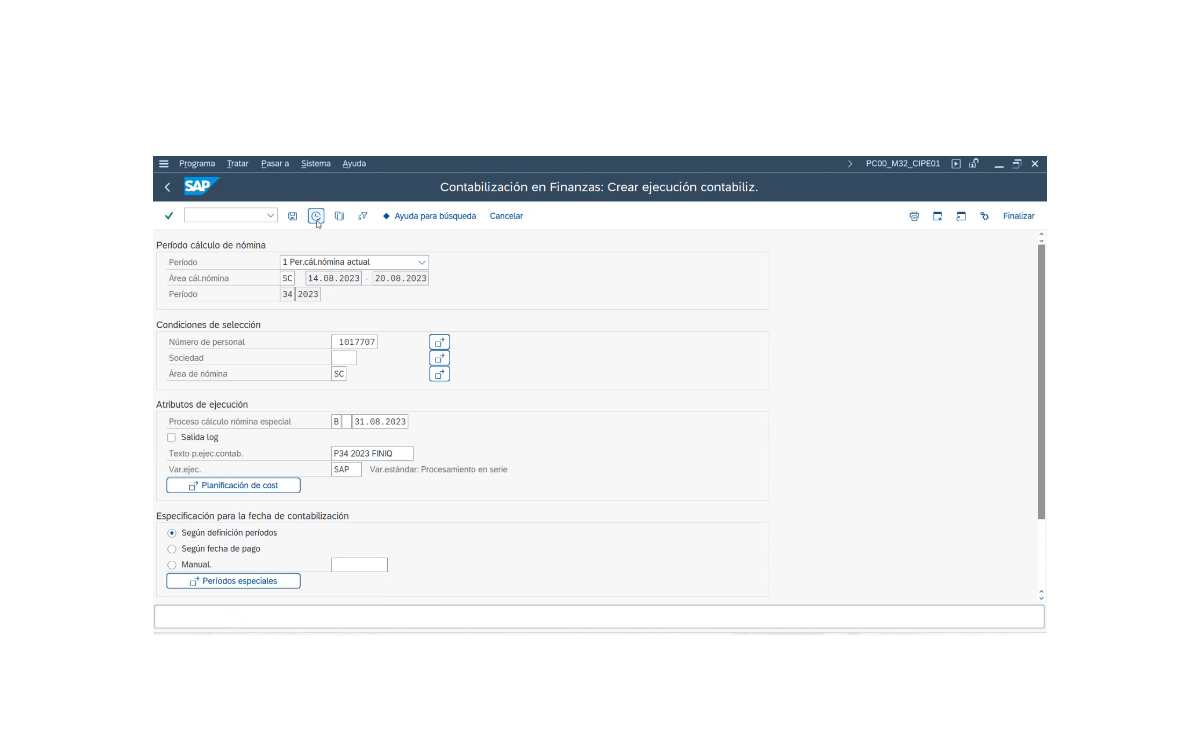 Programa Tratar Pasar a Sistema Ayuda PC00_M32_CIPE01
SAP Contabilización en Finanzas: Crear ejecución contabiliz.
Ayuda para búsqueda Cancelar Finalizar
Período cálculo de nómina
Período 1 Per.cál.nómina actual
Área cál.nómina SC 14.08.2023 - 20.08.2023
Período 34 2023
Condiciones de selección
Número de personal 1017707
Sociedad
Área de nómina SC
Atributos de ejecución
Proceso cálculo nómina especial B 31.08.2023
Salida log
Texto p.ejec.contab. P34 2023 FINIQ
Var.ejec. SAP Var.estándar: Procesamiento en serie
Planificación de cost
Especificación para la fecha de contabilización
Según definición períodos
Según fecha de pago
Manual.
Períodos especiales